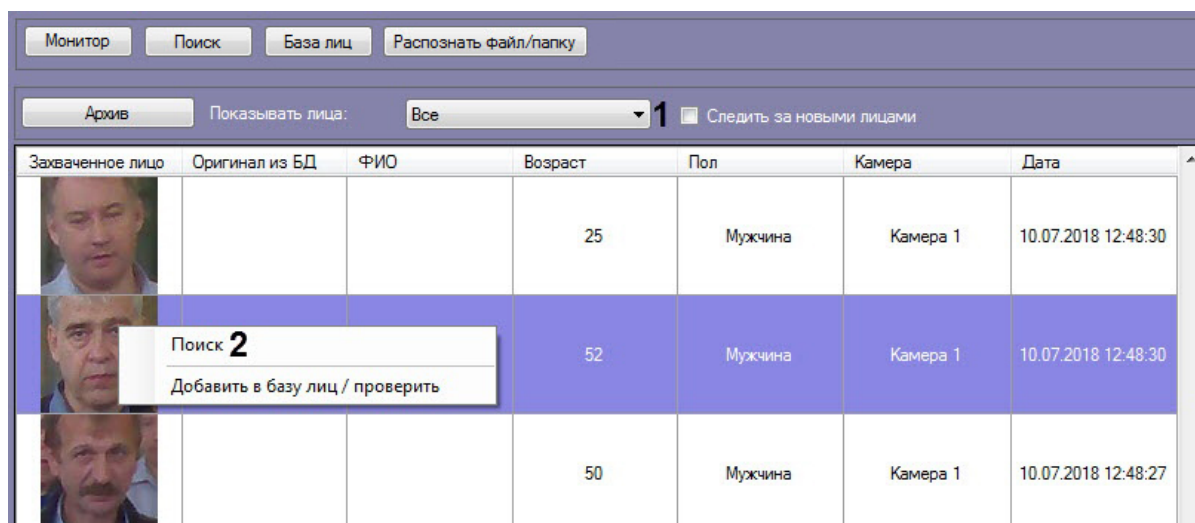 Монитор Поиск База лиц Распознать файл/папку
Архив Показывать лица: Все 1 Следить за новыми лицами
Захваченное лицо Оригинал из БД ФИО Возраст Пол Камера Дата
25 Мужчина Камера 1 10.07.2018 12:48:30
Поиск 2
52 Мужчина Камера 1 10.07.2018 12:48:30
Добавить в базу лиц / проверить
50 Мужчина Камера 1 10.07.2018 12:48:27